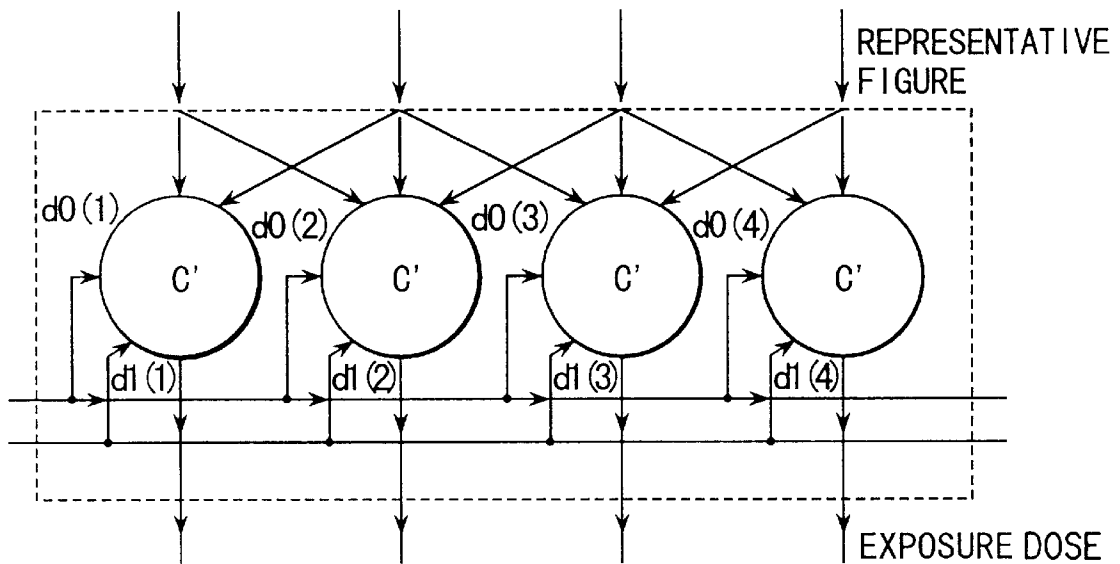 REPRESENTATIVE
FIGURE
d0(1)
d0(2)
d0(3)
d0(4)
C'
C'
C'
C'
d1(1)
d1(2)
d1(3)
d1(4)
EXPOSURE DOSE